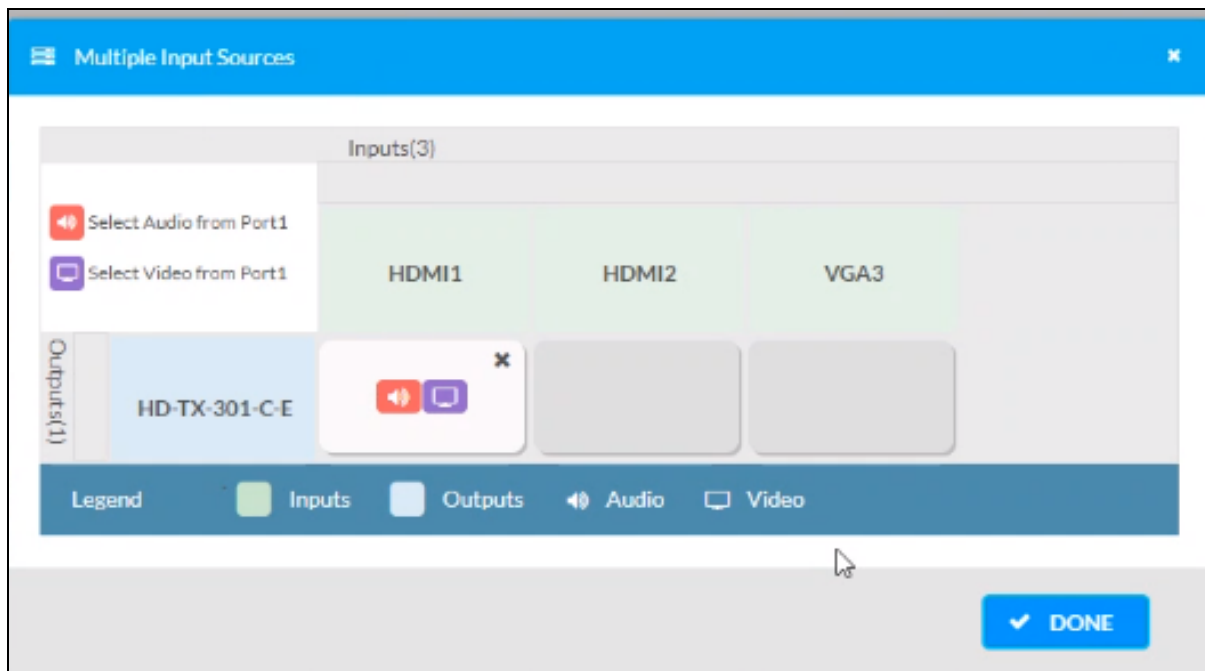 Multiple Input Sources
Inputs(3)
Select Audio from Port1
Select Video from Port1
HDMI1
HDMI2
VGA3
Outputs(1)
HD-TX-301-C-E
Legend
Inputs
Outputs
Audio
Video
DONE